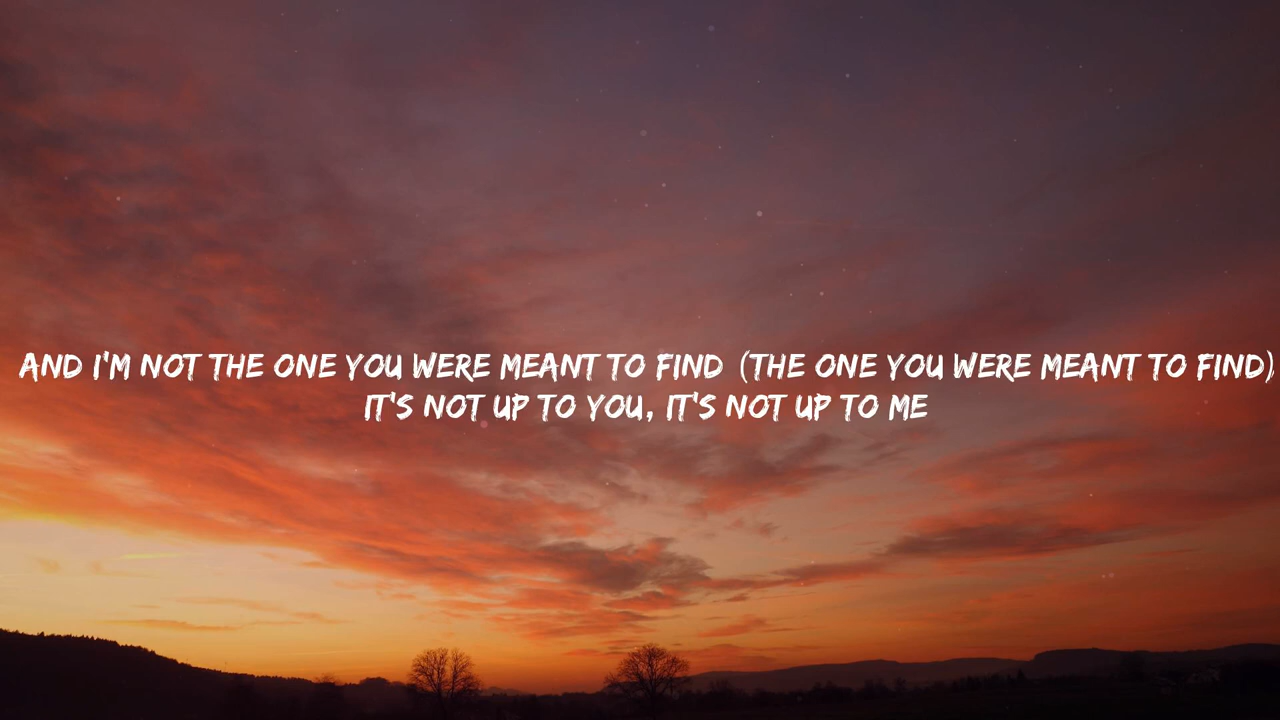 AND I'M NOT THE ONE YOU WERE MEANT TO FIND (THE ONE YOU WERE MEANT TO FIND)
IT'S NOT UP TO YOU, IT'S NOT UP TO ME